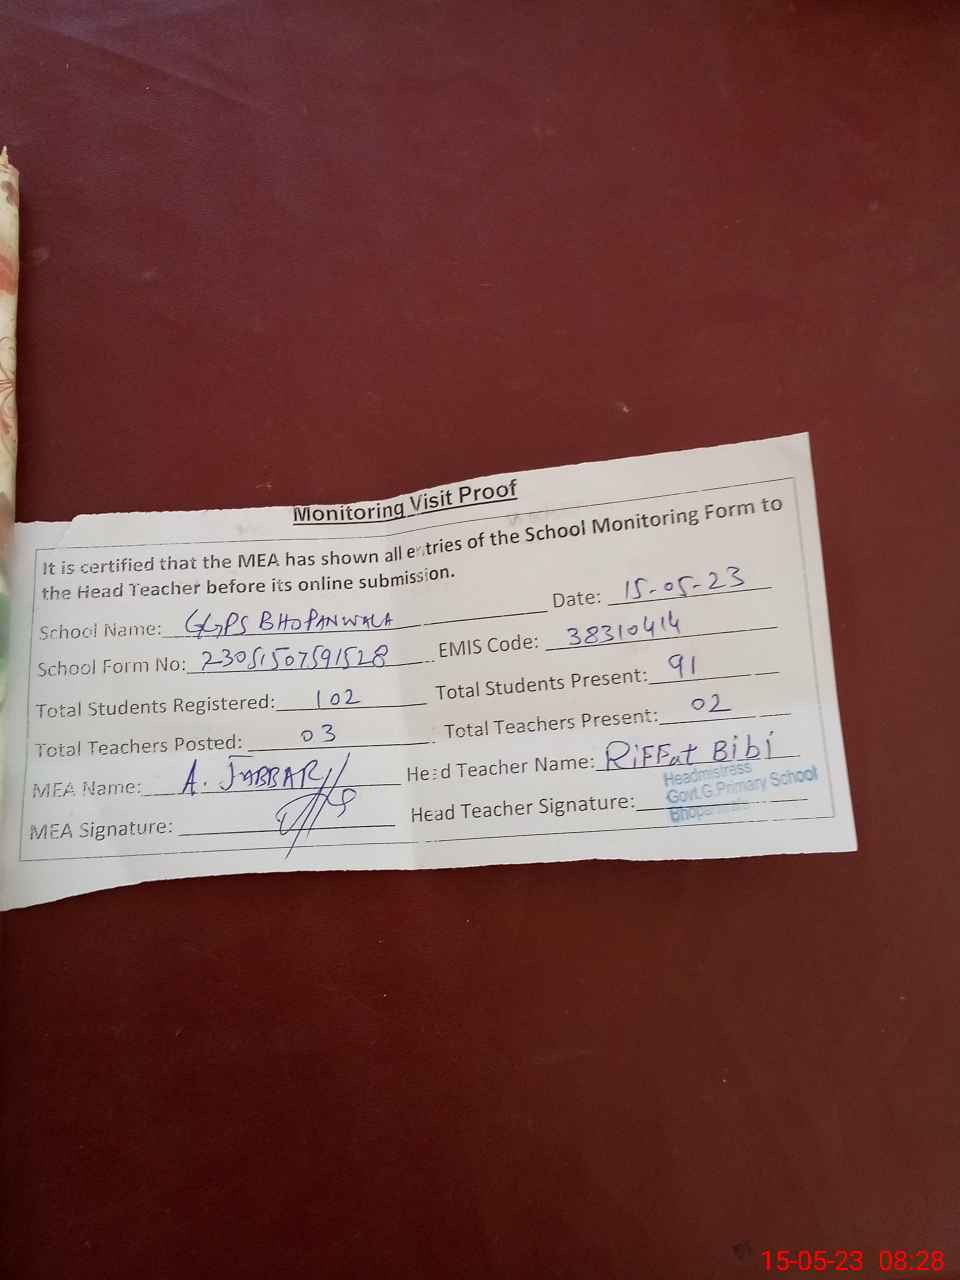 Monitoring Visit Proof
It is certified that the MEA has shown all entries of the School Monitoring Form to
the Head Teacher before its online submission.
School Name: GGPS BHOPANWALA Date: 15-05-23
School Form No: 23051507591528 EMIS Code: 38310414
Total Students Registered: 102 Total Students Present: 91
Total Teachers Posted: 03 Total Teachers Present: 02
MEA Name: A. JABBAR Head Teacher Name: RiFFat Bibi
MEA Signature: Head Teacher Signature:
Headmistress
Govt.G.Primary School
Bhopanwala
15-05-23 08:28